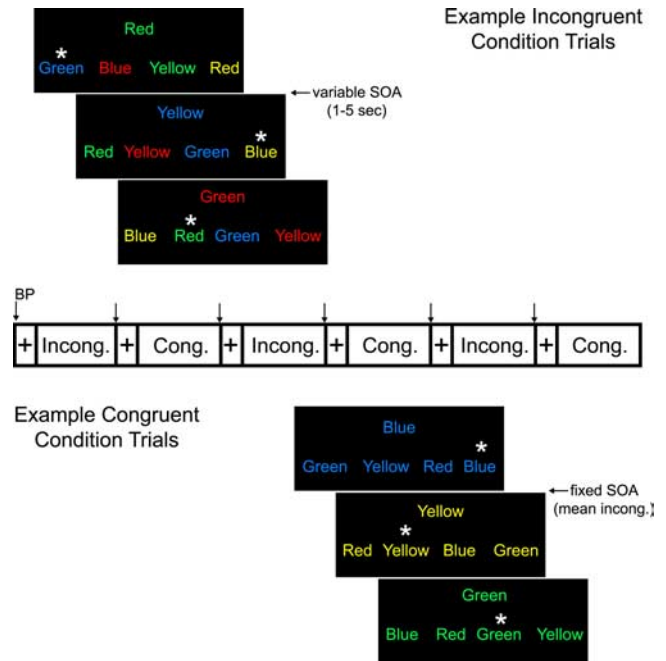 Example Incongruent
Condition Trials
Red
*
Green Blue Yellow Red
variable SOA
(1-5 sec)
Yellow
*
Red Yellow Green Blue
Green
*
Blue Red Green Yellow
BP
+ Incong. + Cong. + Incong. + Cong. + Incong. + Cong.
Example Congruent
Condition Trials
Blue
*
Green Yellow Red Blue
fixed SOA
(mean incong.)
Yellow
*
Red Yellow Blue Green
Green
*
Blue Red Green Yellow